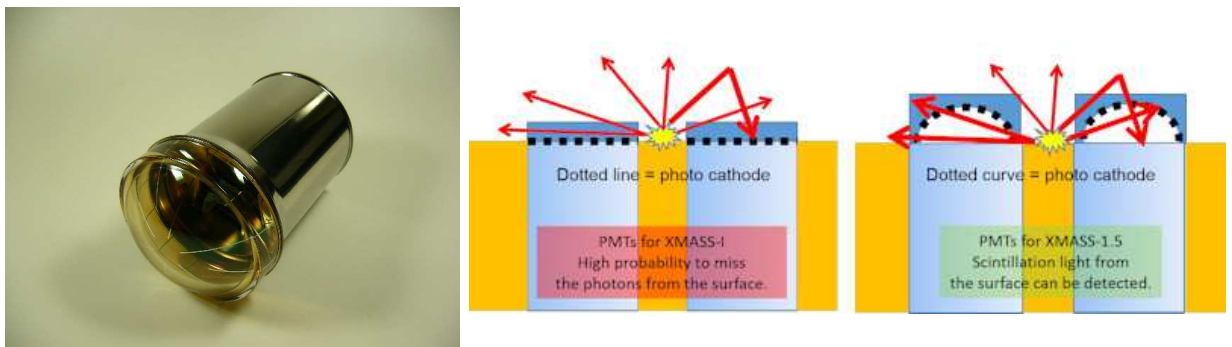 Dotted line = photo cathode
PMTs for XMASS-I
High probability to miss
the photons from the surface.
Dotted curve = photo cathode
PMTs for XMASS-1.5
Scintillation light from
the surface can be detected.